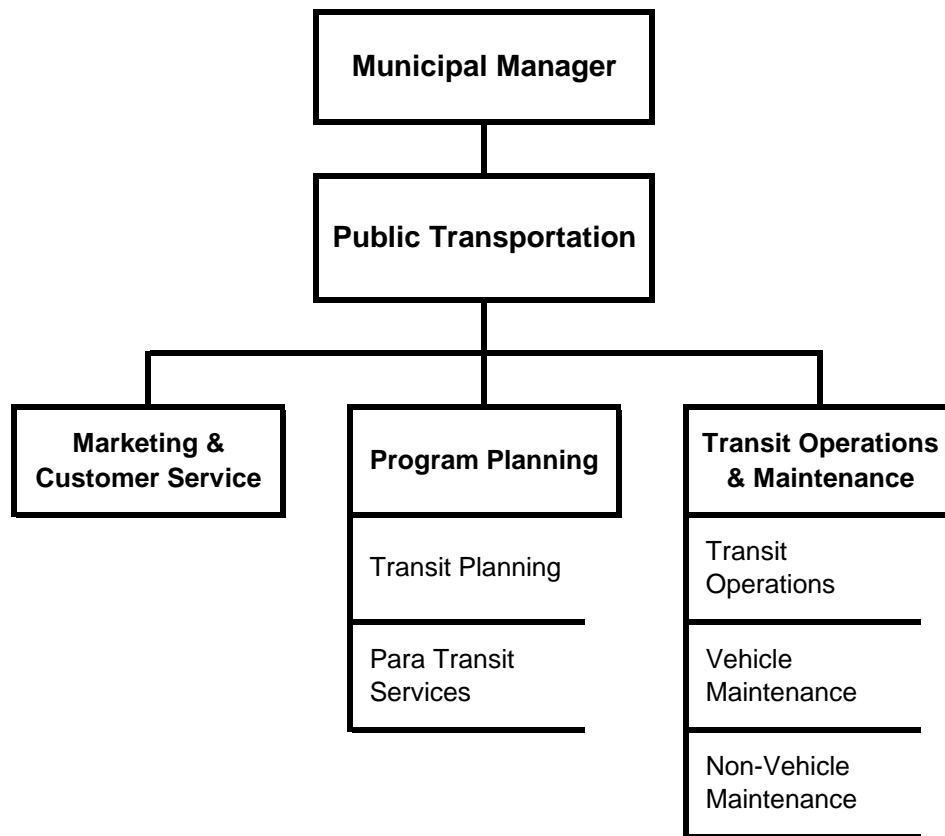 Municipal Manager
Public Transportation
Marketing &
Customer Service
Program Planning
Transit Planning
Para Transit
Services
Transit Operations
& Maintenance
Transit
Operations
Vehicle
Maintenance
Non-Vehicle
Maintenance